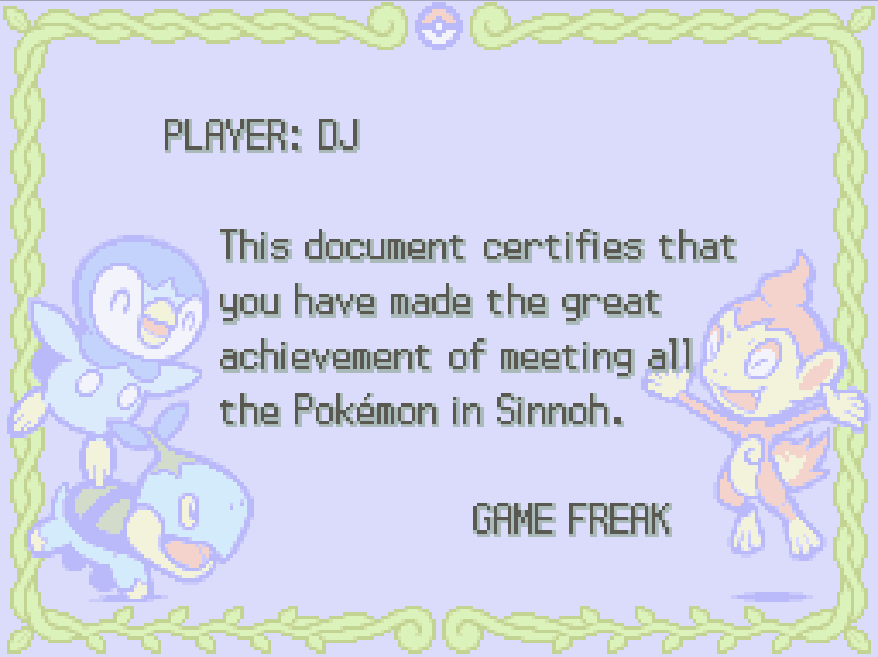 PLAYER: DJ
This document certifies that
you have made the great
achievement of meeting all
the Pokémon in Sinnoh.
GAME FREAK